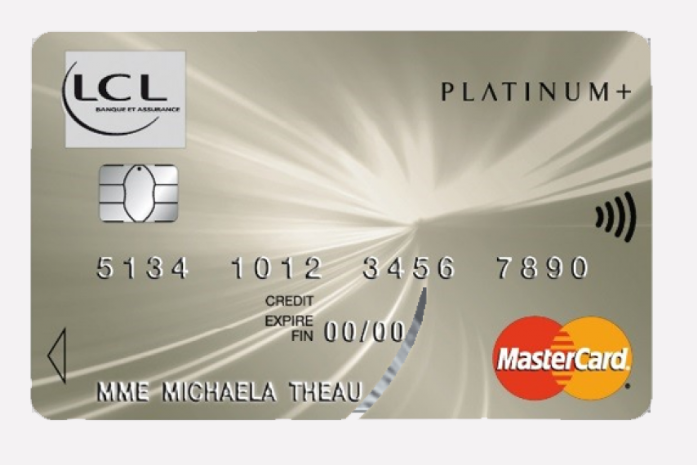 LCL
BANQUE ET ASSURANCE
PLATINUM+
5134 1012 3456 7890
CREDIT
EXPIRE
FIN 00/00
MasterCard
MME MICHAELA THEAU